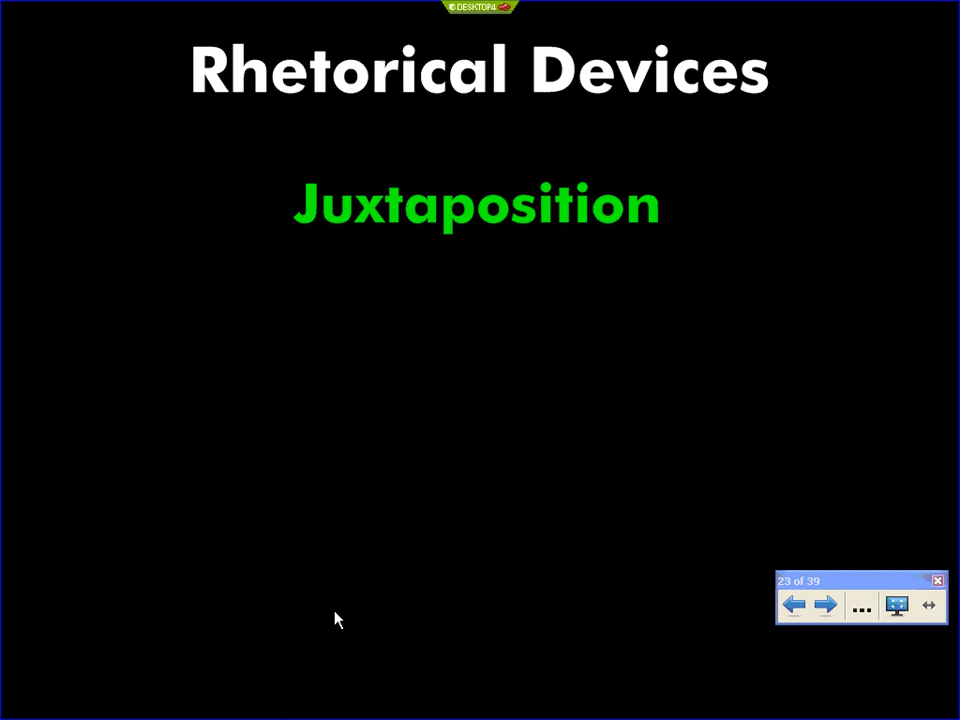 DESKTOP4
Rhetorical Devices
Juxtaposition
23 of 39
...